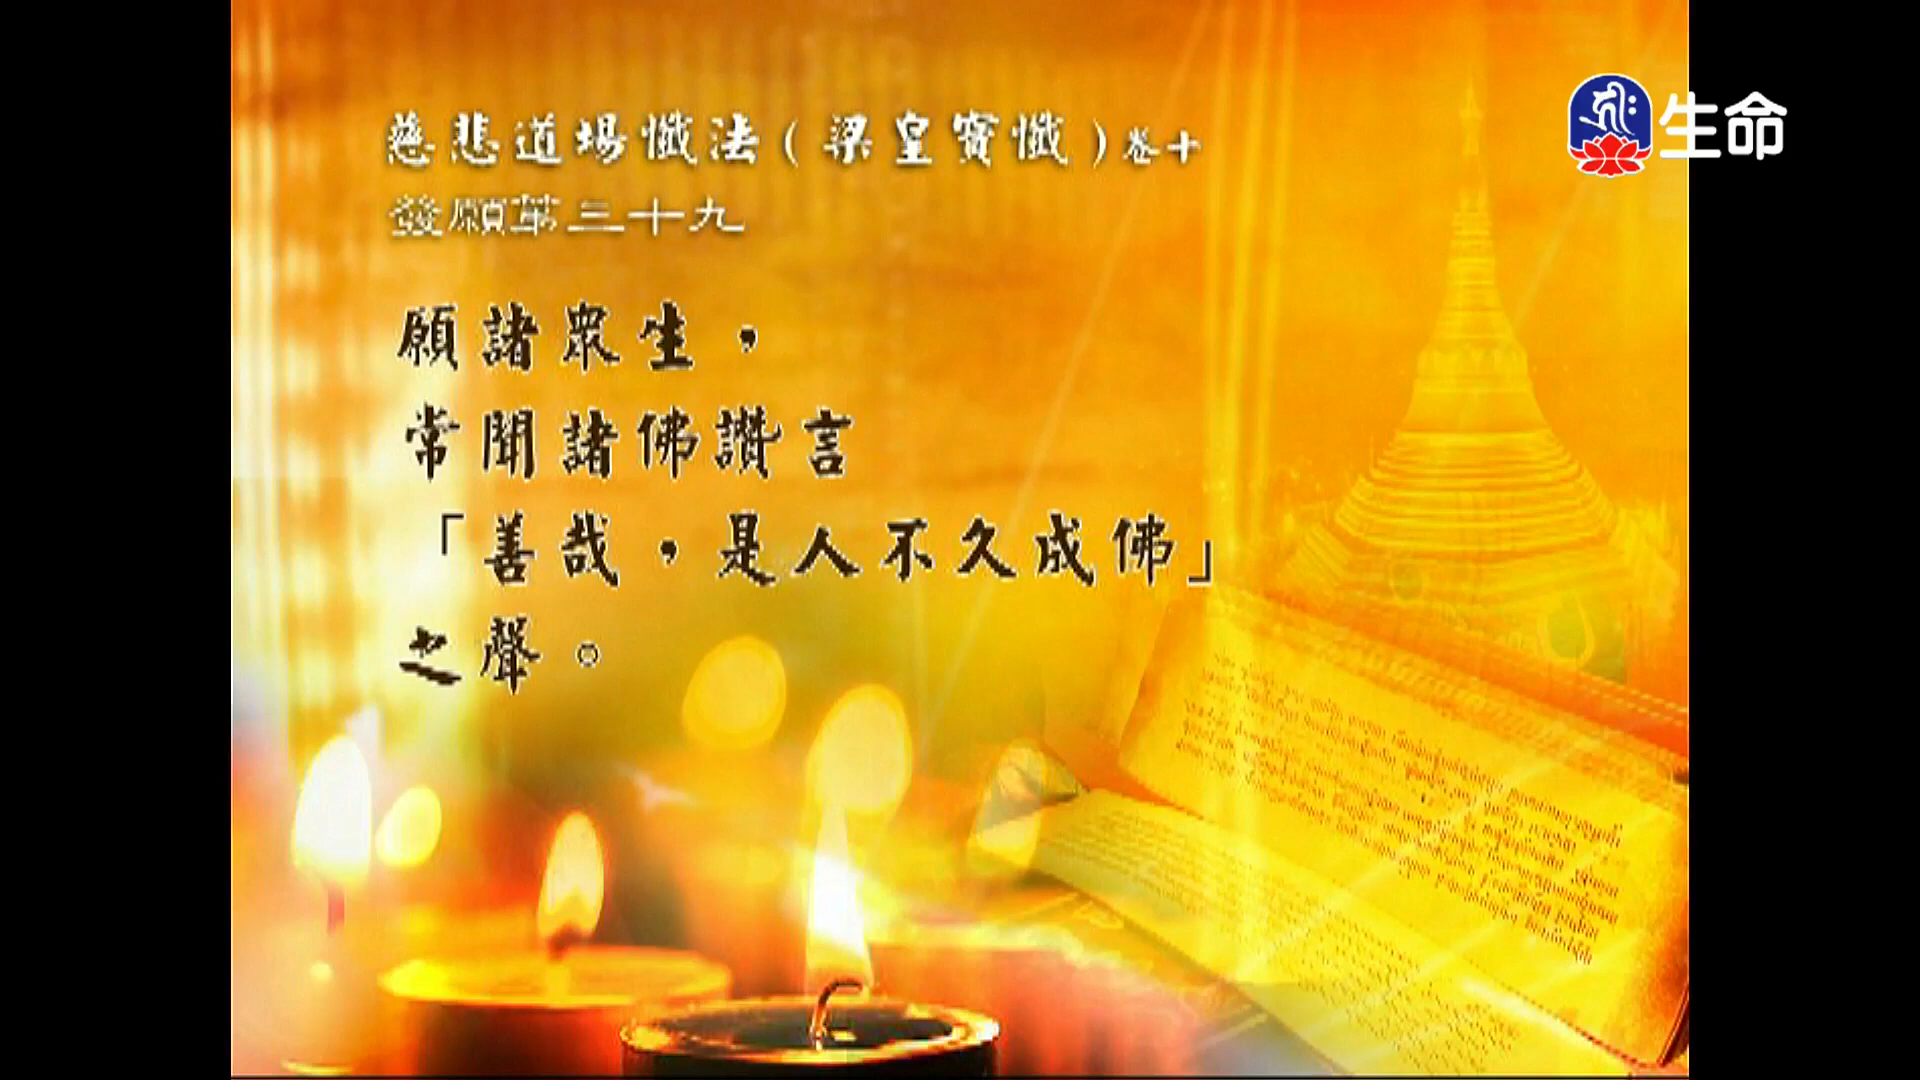 慈悲道場懺法(梁皇寶懺)卷十
發願第三十九
生命
願諸眾生，
常聞諸佛讚言
「善哉，是人不久成佛」
之聲。